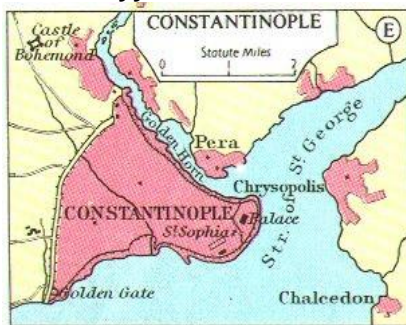 CONSTANTINOPLE
Statute Miles
0 1 2
E
Castle
of
Bohemond
Golden Horn
Pera
Str. of St. George
Chrysopolis
CONSTANTINOPLE
Palace
St. Sophia
Golden Gate
Chalcedon